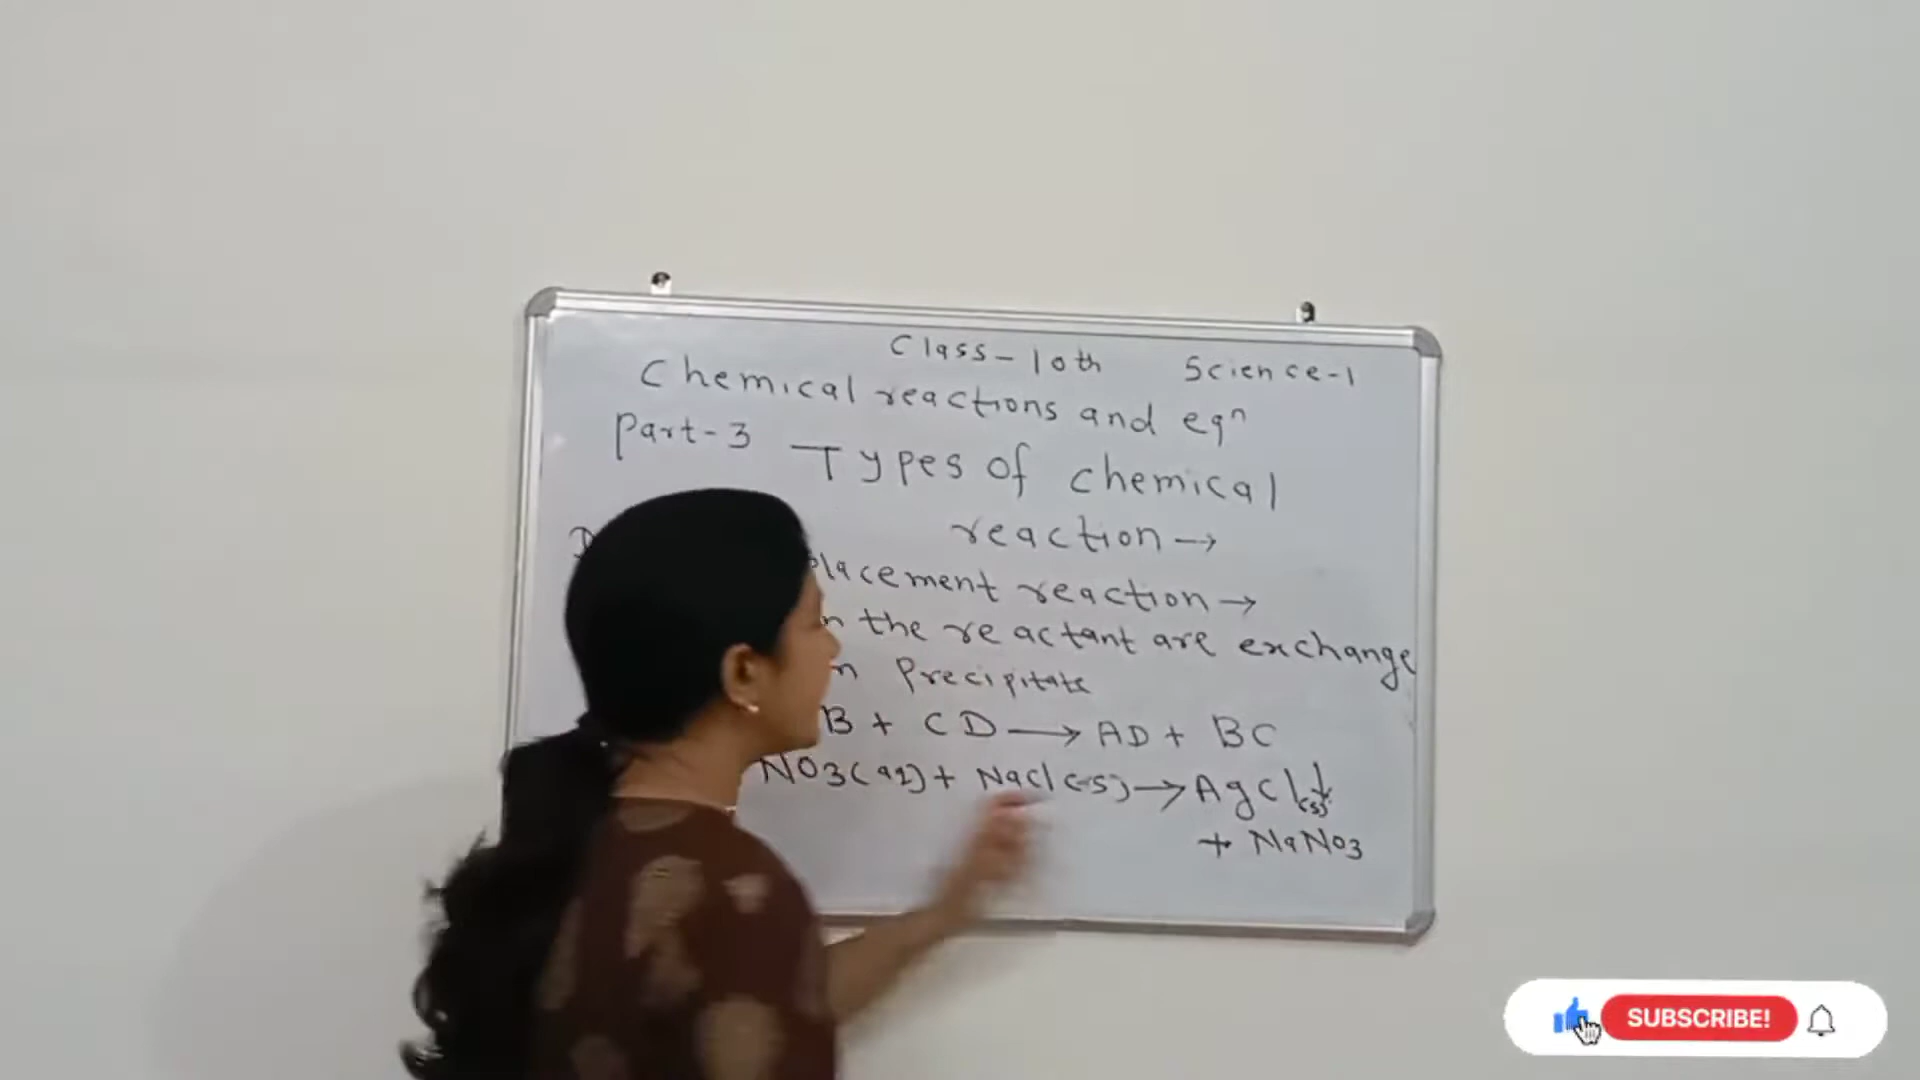 Class-10th Science-1
Chemical reactions and eqn
Part-3 Types of chemical
reaction→
placement reaction→
the reactant are exchange
Precipitate
B + CD → AD + BC
NO3(aq) + NaCl(s) → AgCl(s)↓
+ NaNO3
SUBSCRIBE!